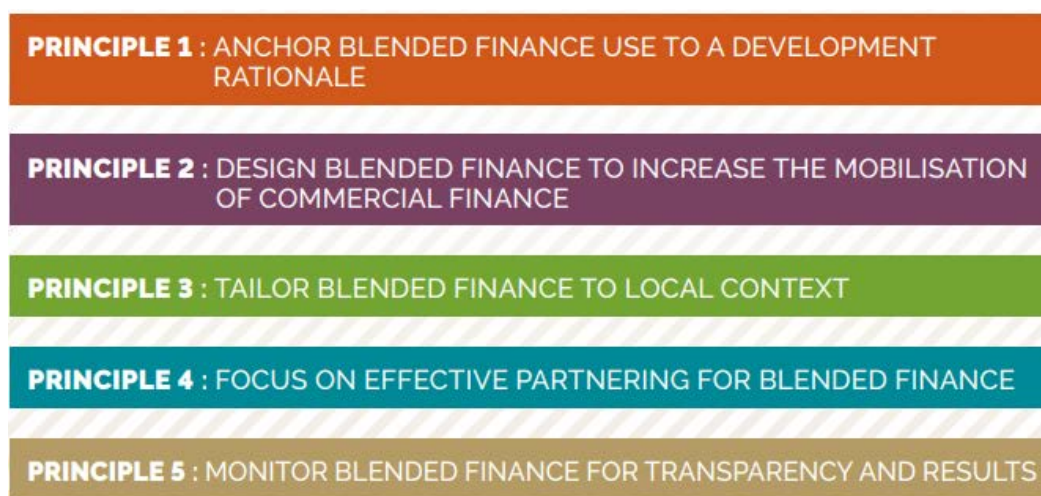 PRINCIPLE 1 : ANCHOR BLENDED FINANCE USE TO A DEVELOPMENT
RATIONALE
PRINCIPLE 2 : DESIGN BLENDED FINANCE TO INCREASE THE MOBILISATION
OF COMMERCIAL FINANCE
PRINCIPLE 3 : TAILOR BLENDED FINANCE TO LOCAL CONTEXT
PRINCIPLE 4 : FOCUS ON EFFECTIVE PARTNERING FOR BLENDED FINANCE
PRINCIPLE 5 : MONITOR BLENDED FINANCE FOR TRANSPARENCY AND RESULTS